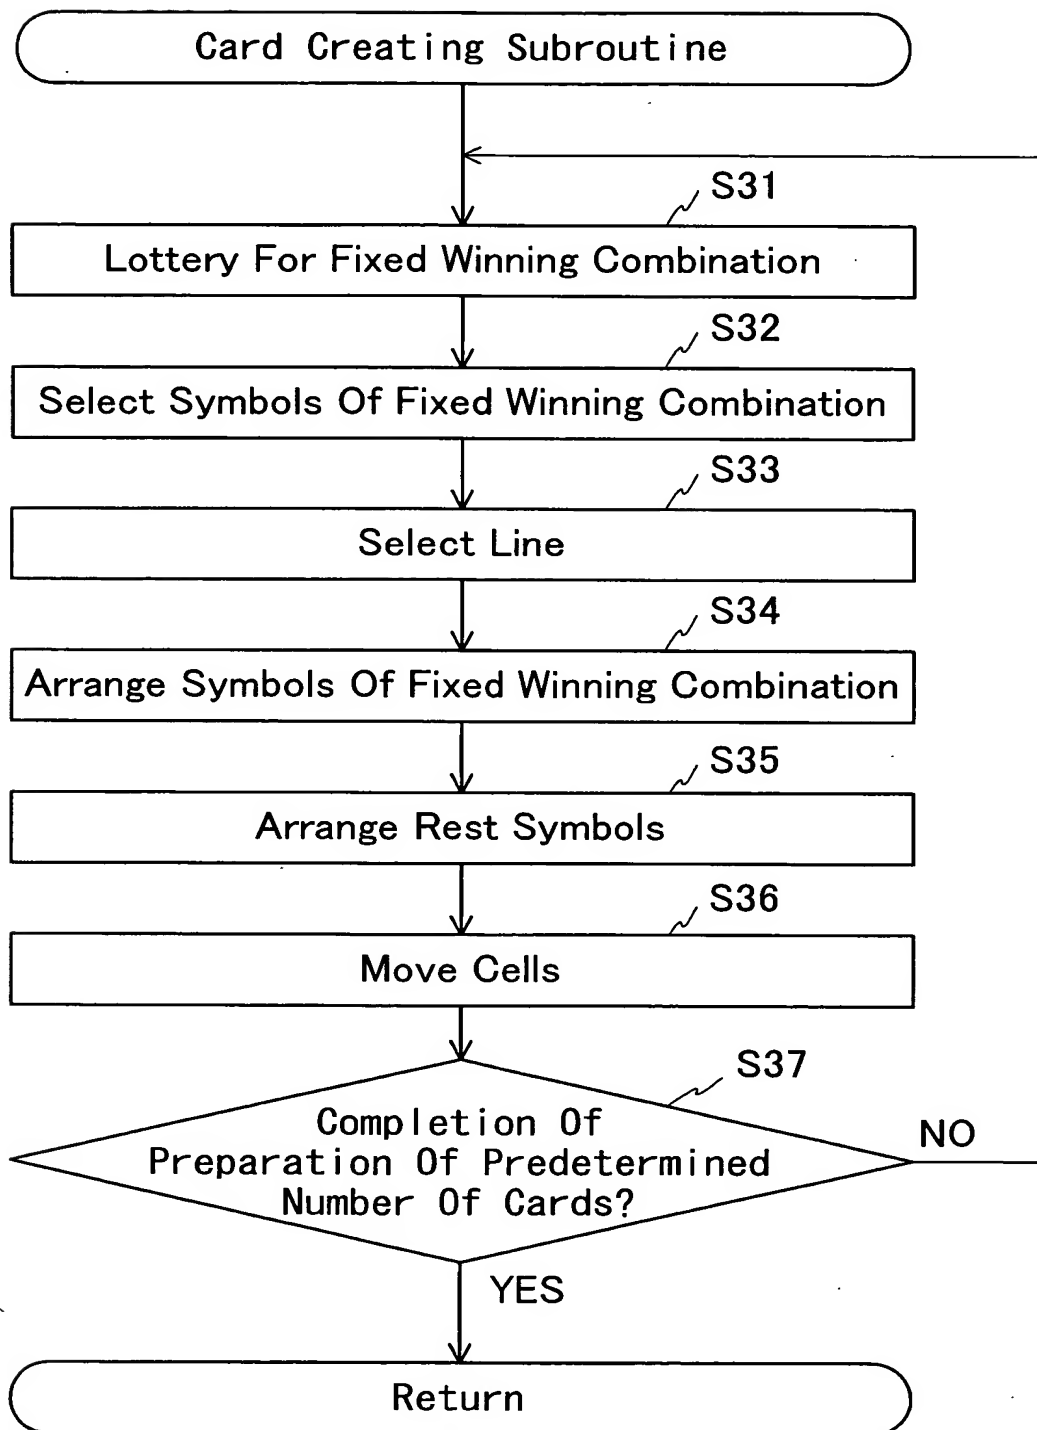 Card Creating Subroutine
S31
Lottery For Fixed Winning Combination
S32
Select Symbols Of Fixed Winning Combination
S33
Select Line
S34
Arrange Symbols Of Fixed Winning Combination
S35
Arrange Rest Symbols
S36
Move Cells
S37
Completion Of
Preparation Of Predetermined
Number Of Cards?
NO
YES
Return